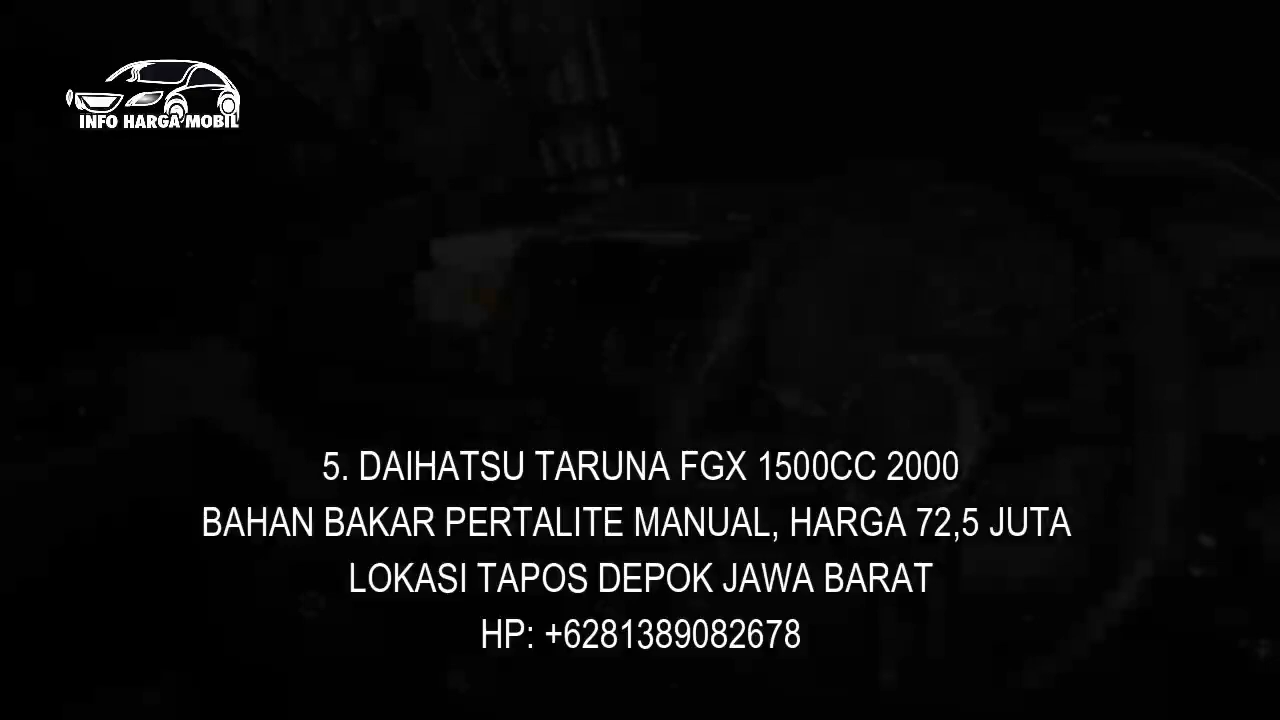 INFO HARGA MOBIL
5. DAIHATSU TARUNA FGX 1500CC 2000
BAHAN BAKAR PERTALITE MANUAL, HARGA 72,5 JUTA
LOKASI TAPOS DEPOK JAWA BARAT
HP: +6281389082678